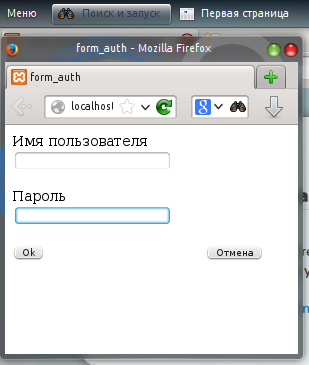 Меню Поиск и запуск Первая страница
form_auth - Mozilla Firefox
form_auth
localhost
Имя пользователя
Пароль
Ok Отмена